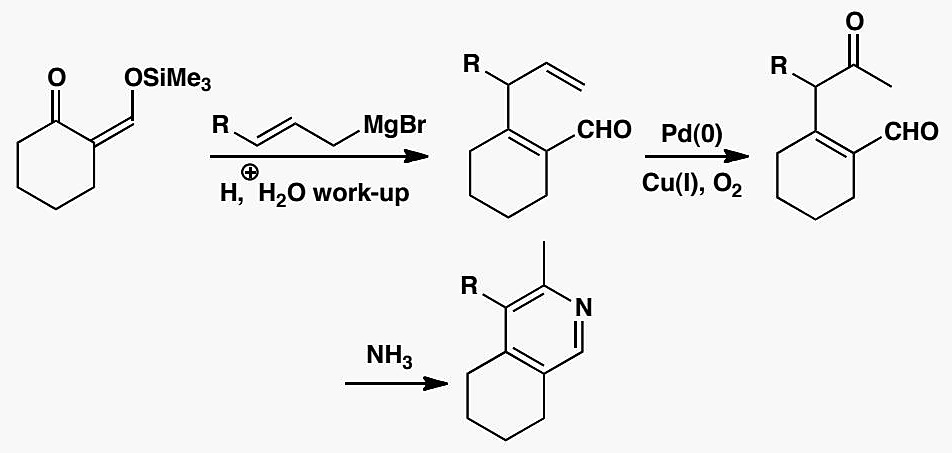 O
OSiMe3
R
MgBr
⊕
H, H2O work-up
R
CHO
Pd(0)
Cu(I), O2
O
R
CHO
NH3
R
N